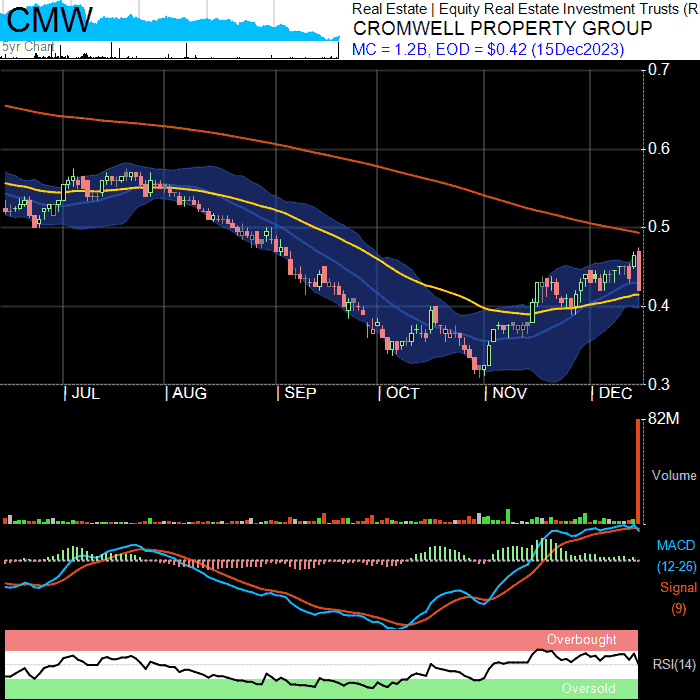 CMW
5yr Chart
Real Estate | Equity Real Estate Investment Trusts (R
CROMWELL PROPERTY GROUP
MC = 1.2B, EOD = $0.42 (15Dec2023)
0.7
0.6
0.5
0.4
0.3
| JUL | AUG | SEP | OCT | NOV | DEC
82M
Volume
MACD
(12-26)
Signal
(9)
Overbought
RSI(14)
Oversold